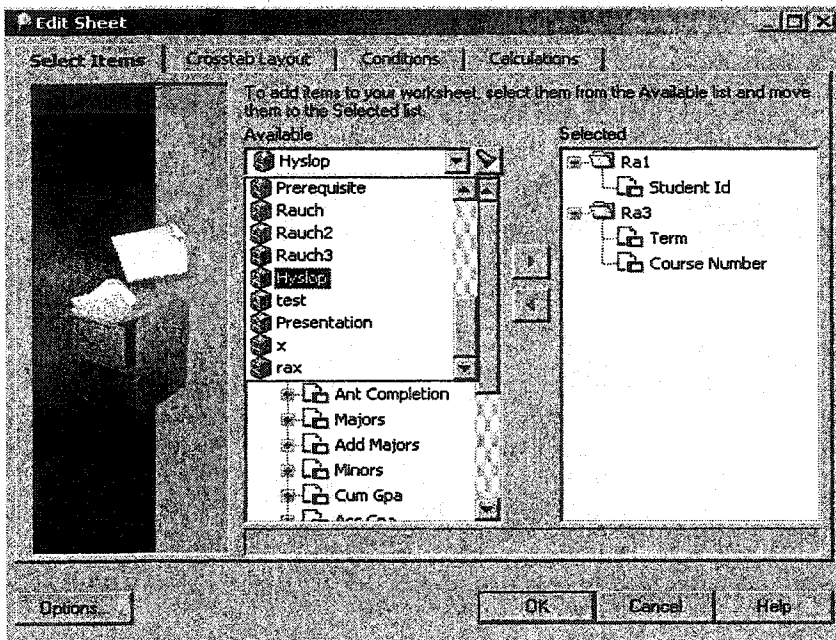 Edit Sheet
Select Items Crosstab Layout Conditions Calculations
To add items to your worksheet, select them from the Available list and move
them to the Selected list.
Available
Hyslop
Prerequisite
Rauch
Rauch2
Rauch3
Hyslop
test
Presentation
x
rax
Ant Completion
Majors
Add Majors
Minors
Cum Gpa
Selected
Ra1
Student Id
Ra3
Term
Course Number
Options... OK Cancel Help